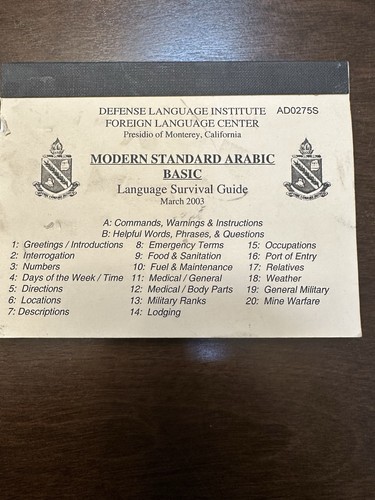 DEFENSE LANGUAGE INSTITUTE AD0275S
FOREIGN LANGUAGE CENTER
Presidio of Monterey, California
MODERN STANDARD ARABIC
BASIC
Language Survival Guide
March 2003
A: Commands, Warnings & Instructions
B: Helpful Words, Phrases, & Questions
1: Greetings / Introductions 8: Emergency Terms 15: Occupations
2: Interrogation 9: Food & Sanitation 16: Port of Entry
3: Numbers 10: Fuel & Maintenance 17: Relatives
4: Days of the Week / Time 11: Medical / General 18: Weather
5: Directions 12: Medical / Body Parts 19: General Military
6: Locations 13: Military Ranks 20: Mine Warfare
7: Descriptions 14: Lodging